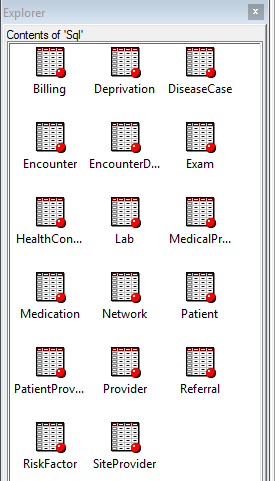 Explorer
x
Contents of 'Sql'
Billing Deprivation DiseaseCase
Encounter EncounterD... Exam
HealthCon... Lab MedicalPr...
Medication Network Patient
PatientProv... Provider Referral
RiskFactor SiteProvider